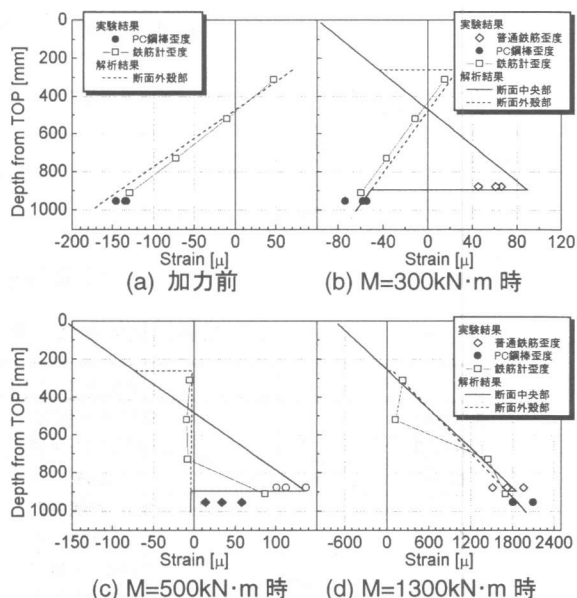 Depth from TOP [mm]
0
200
400
600
800
1000
実験結果
PC鋼棒歪度
鉄筋計歪度
解析結果
断面外殻部
-200 -150 -100 -50 0 50
Strain [μ]
(a) 加力前
実験結果
普通鉄筋歪度
PC鋼棒歪度
鉄筋計歪度
解析結果
断面中央部
断面外殻部
-80 -40 0 40 80 120
Strain [μ]
(b) M=300kN·m 時
Depth from TOP [mm]
0
200
400
600
800
1000
-150 -100 -50 0 50 100
Strain [μ]
(c) M=500kN·m 時
実験結果
普通鉄筋歪度
PC鋼棒歪度
鉄筋計歪度
解析結果
断面中央部
断面外殻部
-600 0 600 1200 1800 2400
Strain [μ]
(d) M=1300kN·m 時